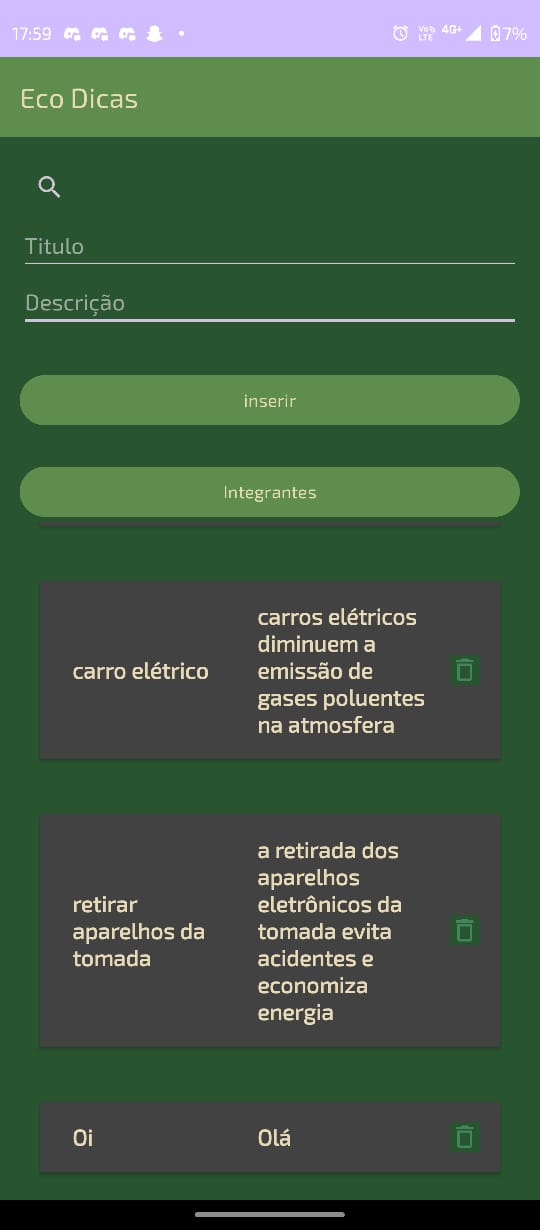 17:59 Vo) LTE 4G+ 7%
Eco Dicas
Titulo
Descrição
inserir
Integrantes
carro elétrico
carros elétricos
diminuem a
emissão de
gases poluentes
na atmosfera
retirar
aparelhos da
tomada
a retirada dos
aparelhos
eletrônicos da
tomada evita
acidentes e
economiza
energia
Oi
Olá